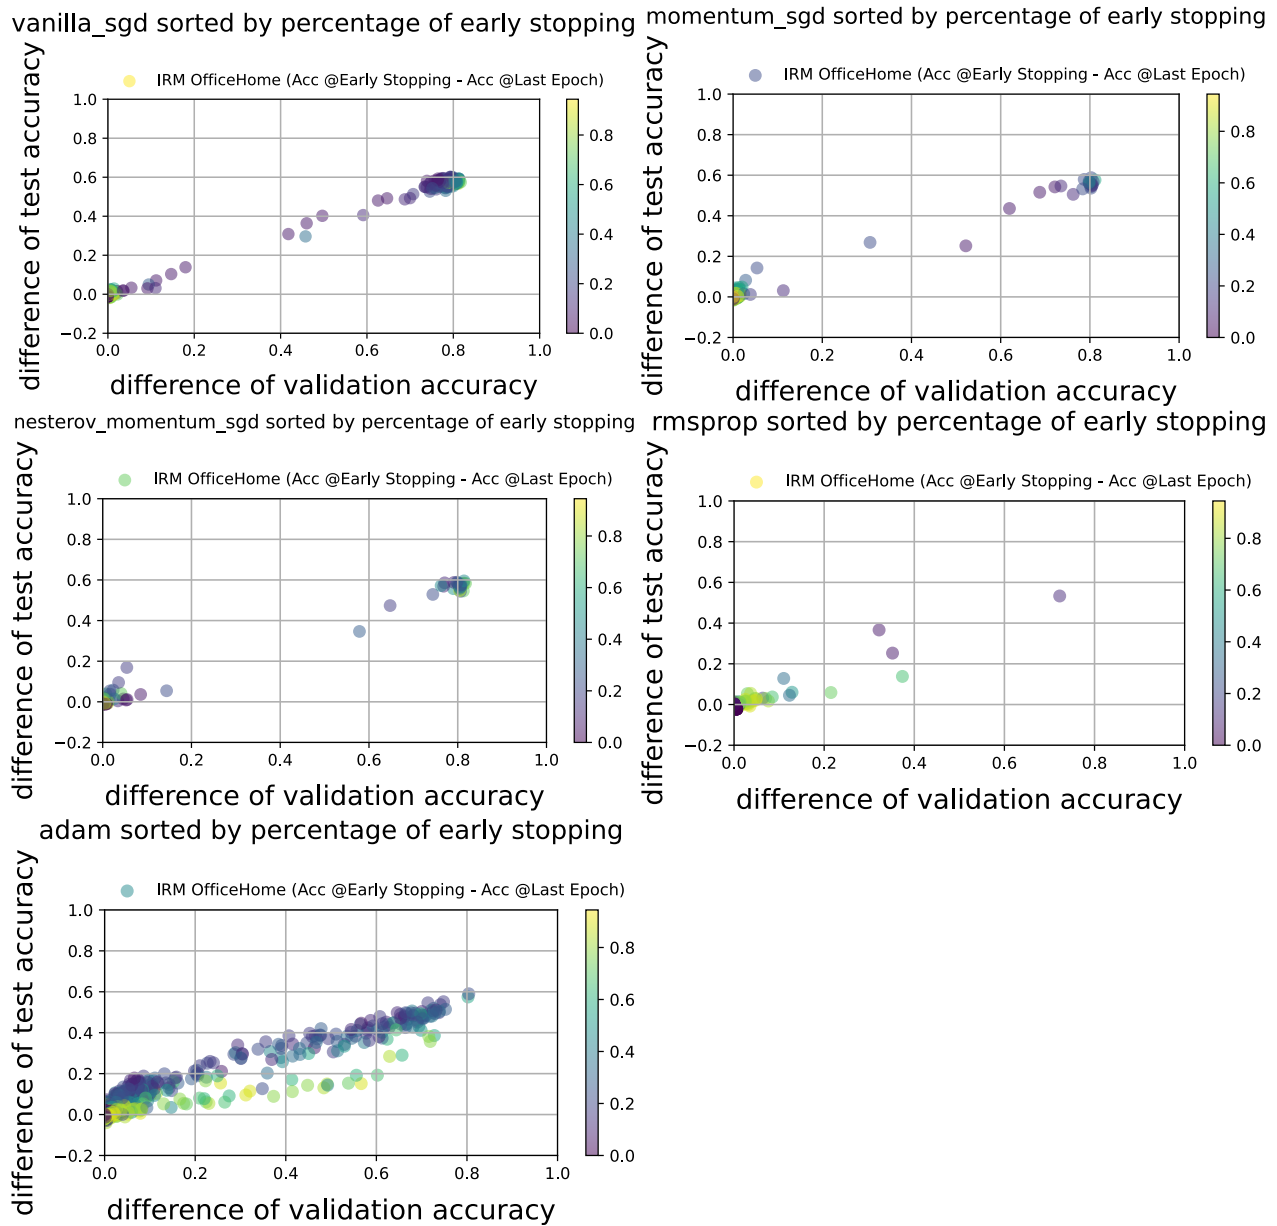 vanilla_sgd sorted by percentage of early stopping
IRM OfficeHome (Acc @Early Stopping - Acc @Last Epoch)
difference of test accuracy
1.0
0.8
0.6
0.4
0.2
0.0
−0.2
0.0 0.2 0.4 0.6 0.8 1.0
difference of validation accuracy
0.8
0.6
0.4
0.2
0.0
momentum_sgd sorted by percentage of early stopping
IRM OfficeHome (Acc @Early Stopping - Acc @Last Epoch)
difference of test accuracy
1.0
0.8
0.6
0.4
0.2
0.0
−0.2
0.0 0.2 0.4 0.6 0.8 1.0
difference of validation accuracy
0.8
0.6
0.4
0.2
0.0
nesterov_momentum_sgd sorted by percentage of early stopping
IRM OfficeHome (Acc @Early Stopping - Acc @Last Epoch)
difference of test accuracy
1.0
0.8
0.6
0.4
0.2
0.0
−0.2
0.0 0.2 0.4 0.6 0.8 1.0
difference of validation accuracy
0.8
0.6
0.4
0.2
0.0
rmsprop sorted by percentage of early stopping
IRM OfficeHome (Acc @Early Stopping - Acc @Last Epoch)
difference of test accuracy
1.0
0.8
0.6
0.4
0.2
0.0
−0.2
0.0 0.2 0.4 0.6 0.8 1.0
difference of validation accuracy
0.8
0.6
0.4
0.2
0.0
adam sorted by percentage of early stopping
IRM OfficeHome (Acc @Early Stopping - Acc @Last Epoch)
difference of test accuracy
1.0
0.8
0.6
0.4
0.2
0.0
−0.2
0.0 0.2 0.4 0.6 0.8 1.0
difference of validation accuracy
0.8
0.6
0.4
0.2
0.0